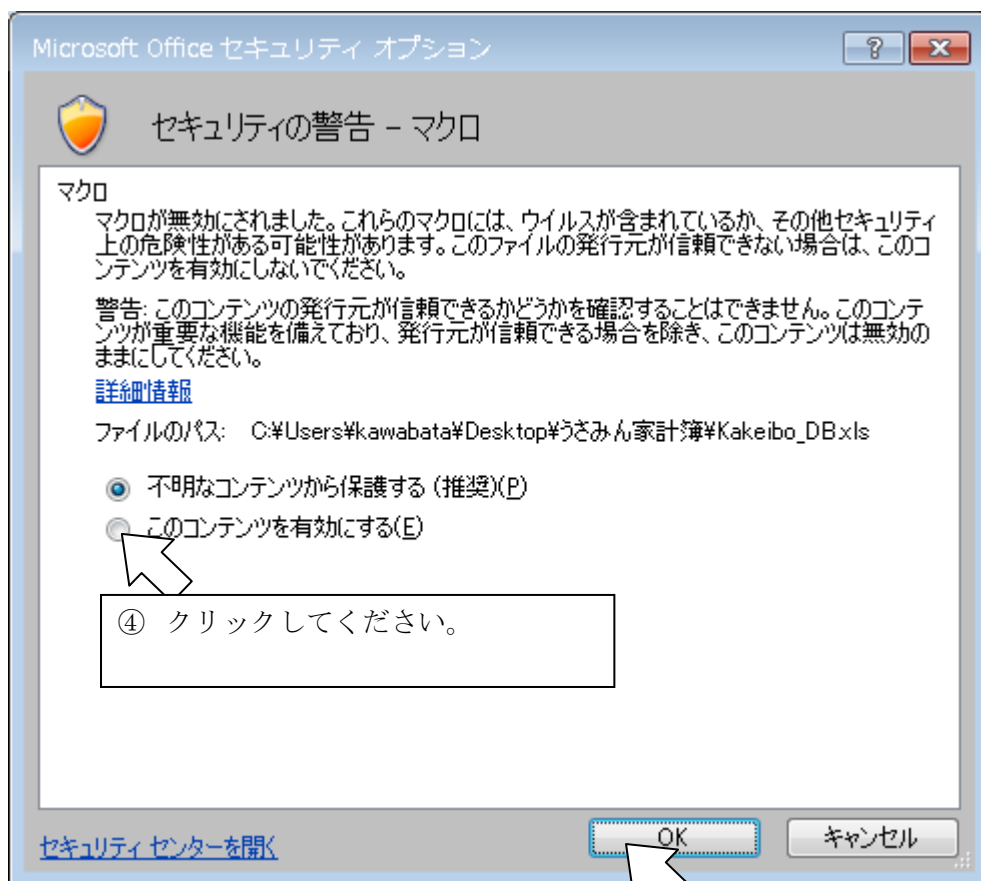 Microsoft Office セキュリティ オプション
セキュリティの警告 - マクロ
マクロ
マクロが無効にされました。これらのマクロには、ウイルスが含まれているか、その他セキュリティ
上の危険性がある可能性があります。このファイルの発行元が信頼できない場合は、このコ
ンテンツを有効にしないでください。
警告: このコンテンツの発行元が信頼できるかどうかを確認することはできません。このコンテ
ンツが重要な機能を備えており、発行元が信頼できる場合を除き、このコンテンツは無効の
ままにしてください。
詳細情報
ファイルのパス: C:¥Users¥kawabata¥Desktop¥うさみん家計簿¥Kakeibo_DB.xls
不明なコンテンツから保護する (推奨)(P)
このコンテンツを有効にする(E)
④ クリックしてください。
セキュリティ センターを開く
OK
キャンセル